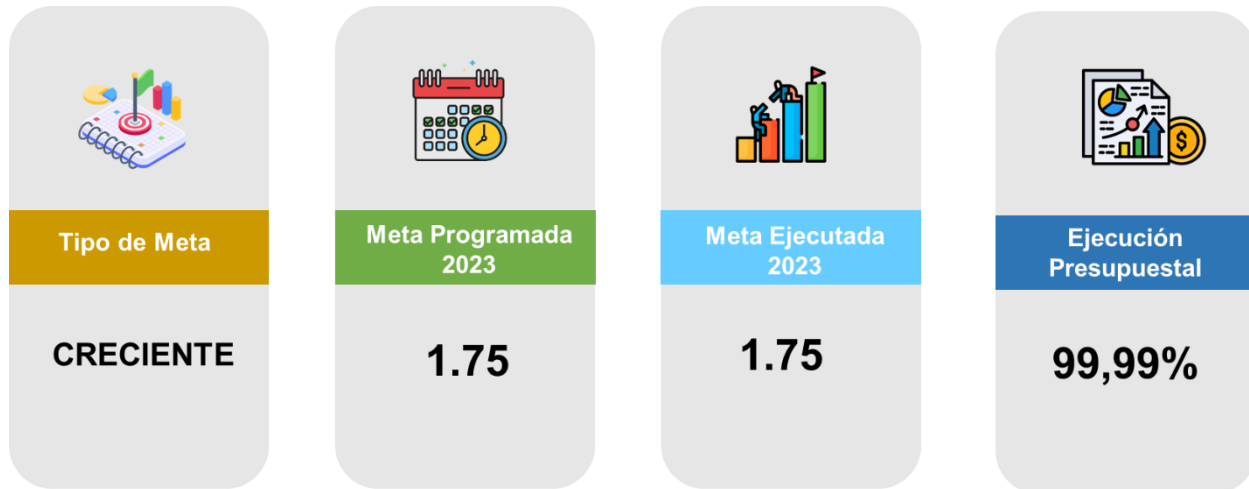 Tipo de Meta
CRECIENTE
Meta Programada
2023
1.75
Meta Ejecutada
2023
1.75
Ejecución
Presupuestal
99,99%